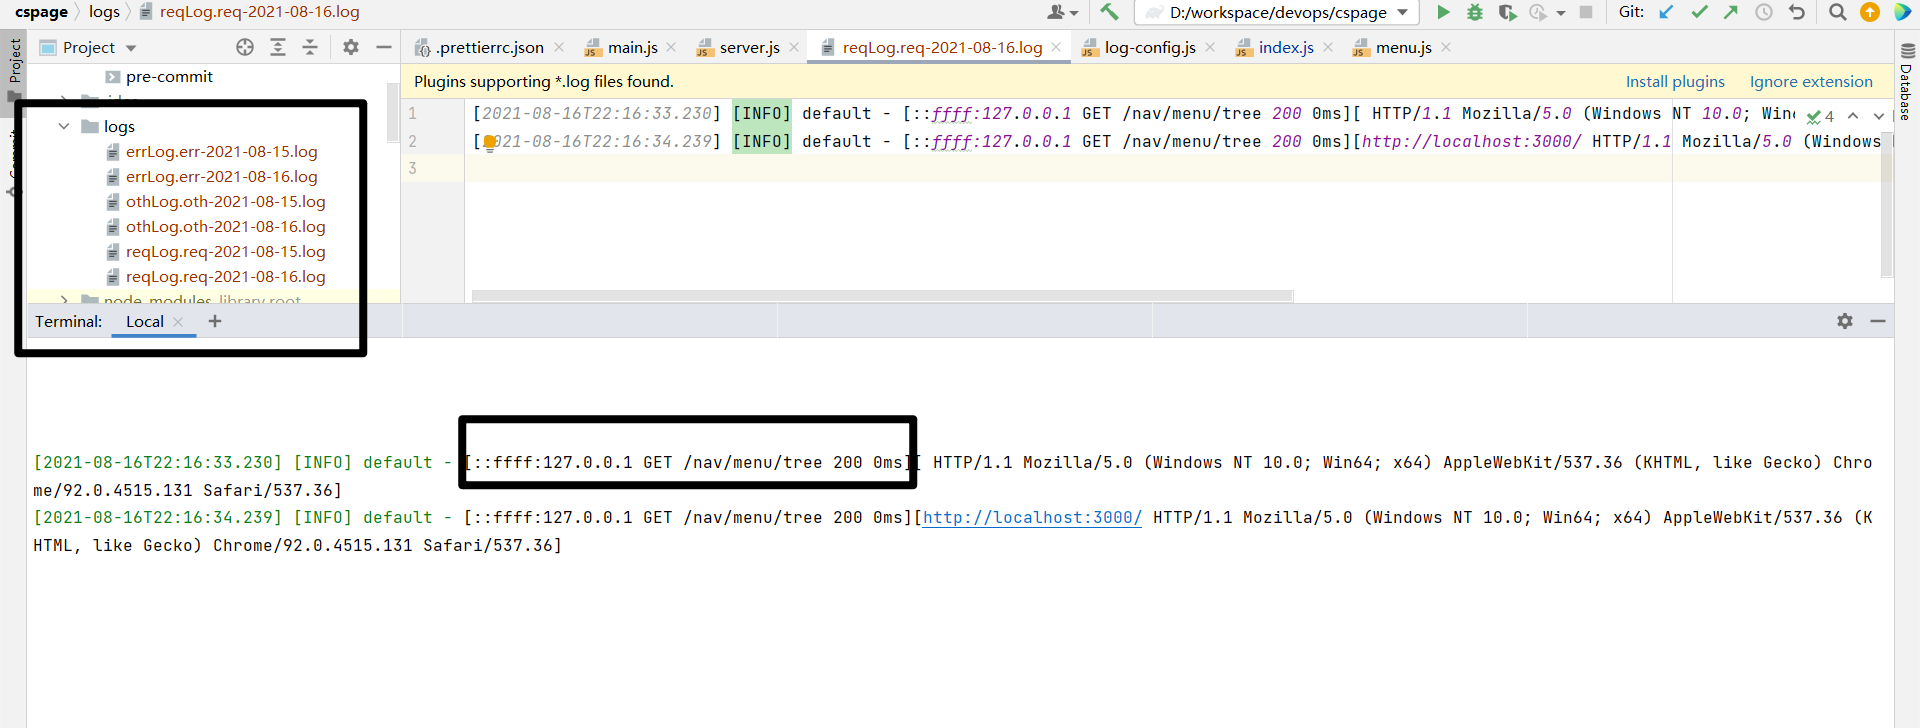 cspage 〉 logs 〉 reqLog.req-2021-08-16.log
D:/workspace/devops/cspage
Git:
Project
Project
.prettierrc.json
main.js
server.js
reqLog.req-2021-08-16.log
log-config.js
index.js
menu.js
Database
pre-commit
Plugins supporting *.log files found.
Install plugins
Ignore extension
logs
errLog.err-2021-08-15.log
errLog.err-2021-08-16.log
othLog.oth-2021-08-15.log
othLog.oth-2021-08-16.log
reqLog.req-2021-08-15.log
reqLog.req-2021-08-16.log
node_modules library root
1 [2021-08-16T22:16:33.230] [INFO] default - [::ffff:127.0.0.1 GET /nav/menu/tree 200 0ms][ HTTP/1.1 Mozilla/5.0 (Windows NT 10.0; Win
4
2 [2021-08-16T22:16:34.239] [INFO] default - [::ffff:127.0.0.1 GET /nav/menu/tree 200 0ms][http://localhost:3000/ HTTP/1.1 Mozilla/5.0 (Windows
3
Terminal:
Local
[2021-08-16T22:16:33.230] [INFO] default - [::ffff:127.0.0.1 GET /nav/menu/tree 200 0ms][ HTTP/1.1 Mozilla/5.0 (Windows NT 10.0; Win64; x64) AppleWebKit/537.36 (KHTML, like Gecko) Chro
me/92.0.4515.131 Safari/537.36]
[2021-08-16T22:16:34.239] [INFO] default - [::ffff:127.0.0.1 GET /nav/menu/tree 200 0ms][http://localhost:3000/ HTTP/1.1 Mozilla/5.0 (Windows NT 10.0; Win64; x64) AppleWebKit/537.36 (K
HTML, like Gecko) Chrome/92.0.4515.131 Safari/537.36]